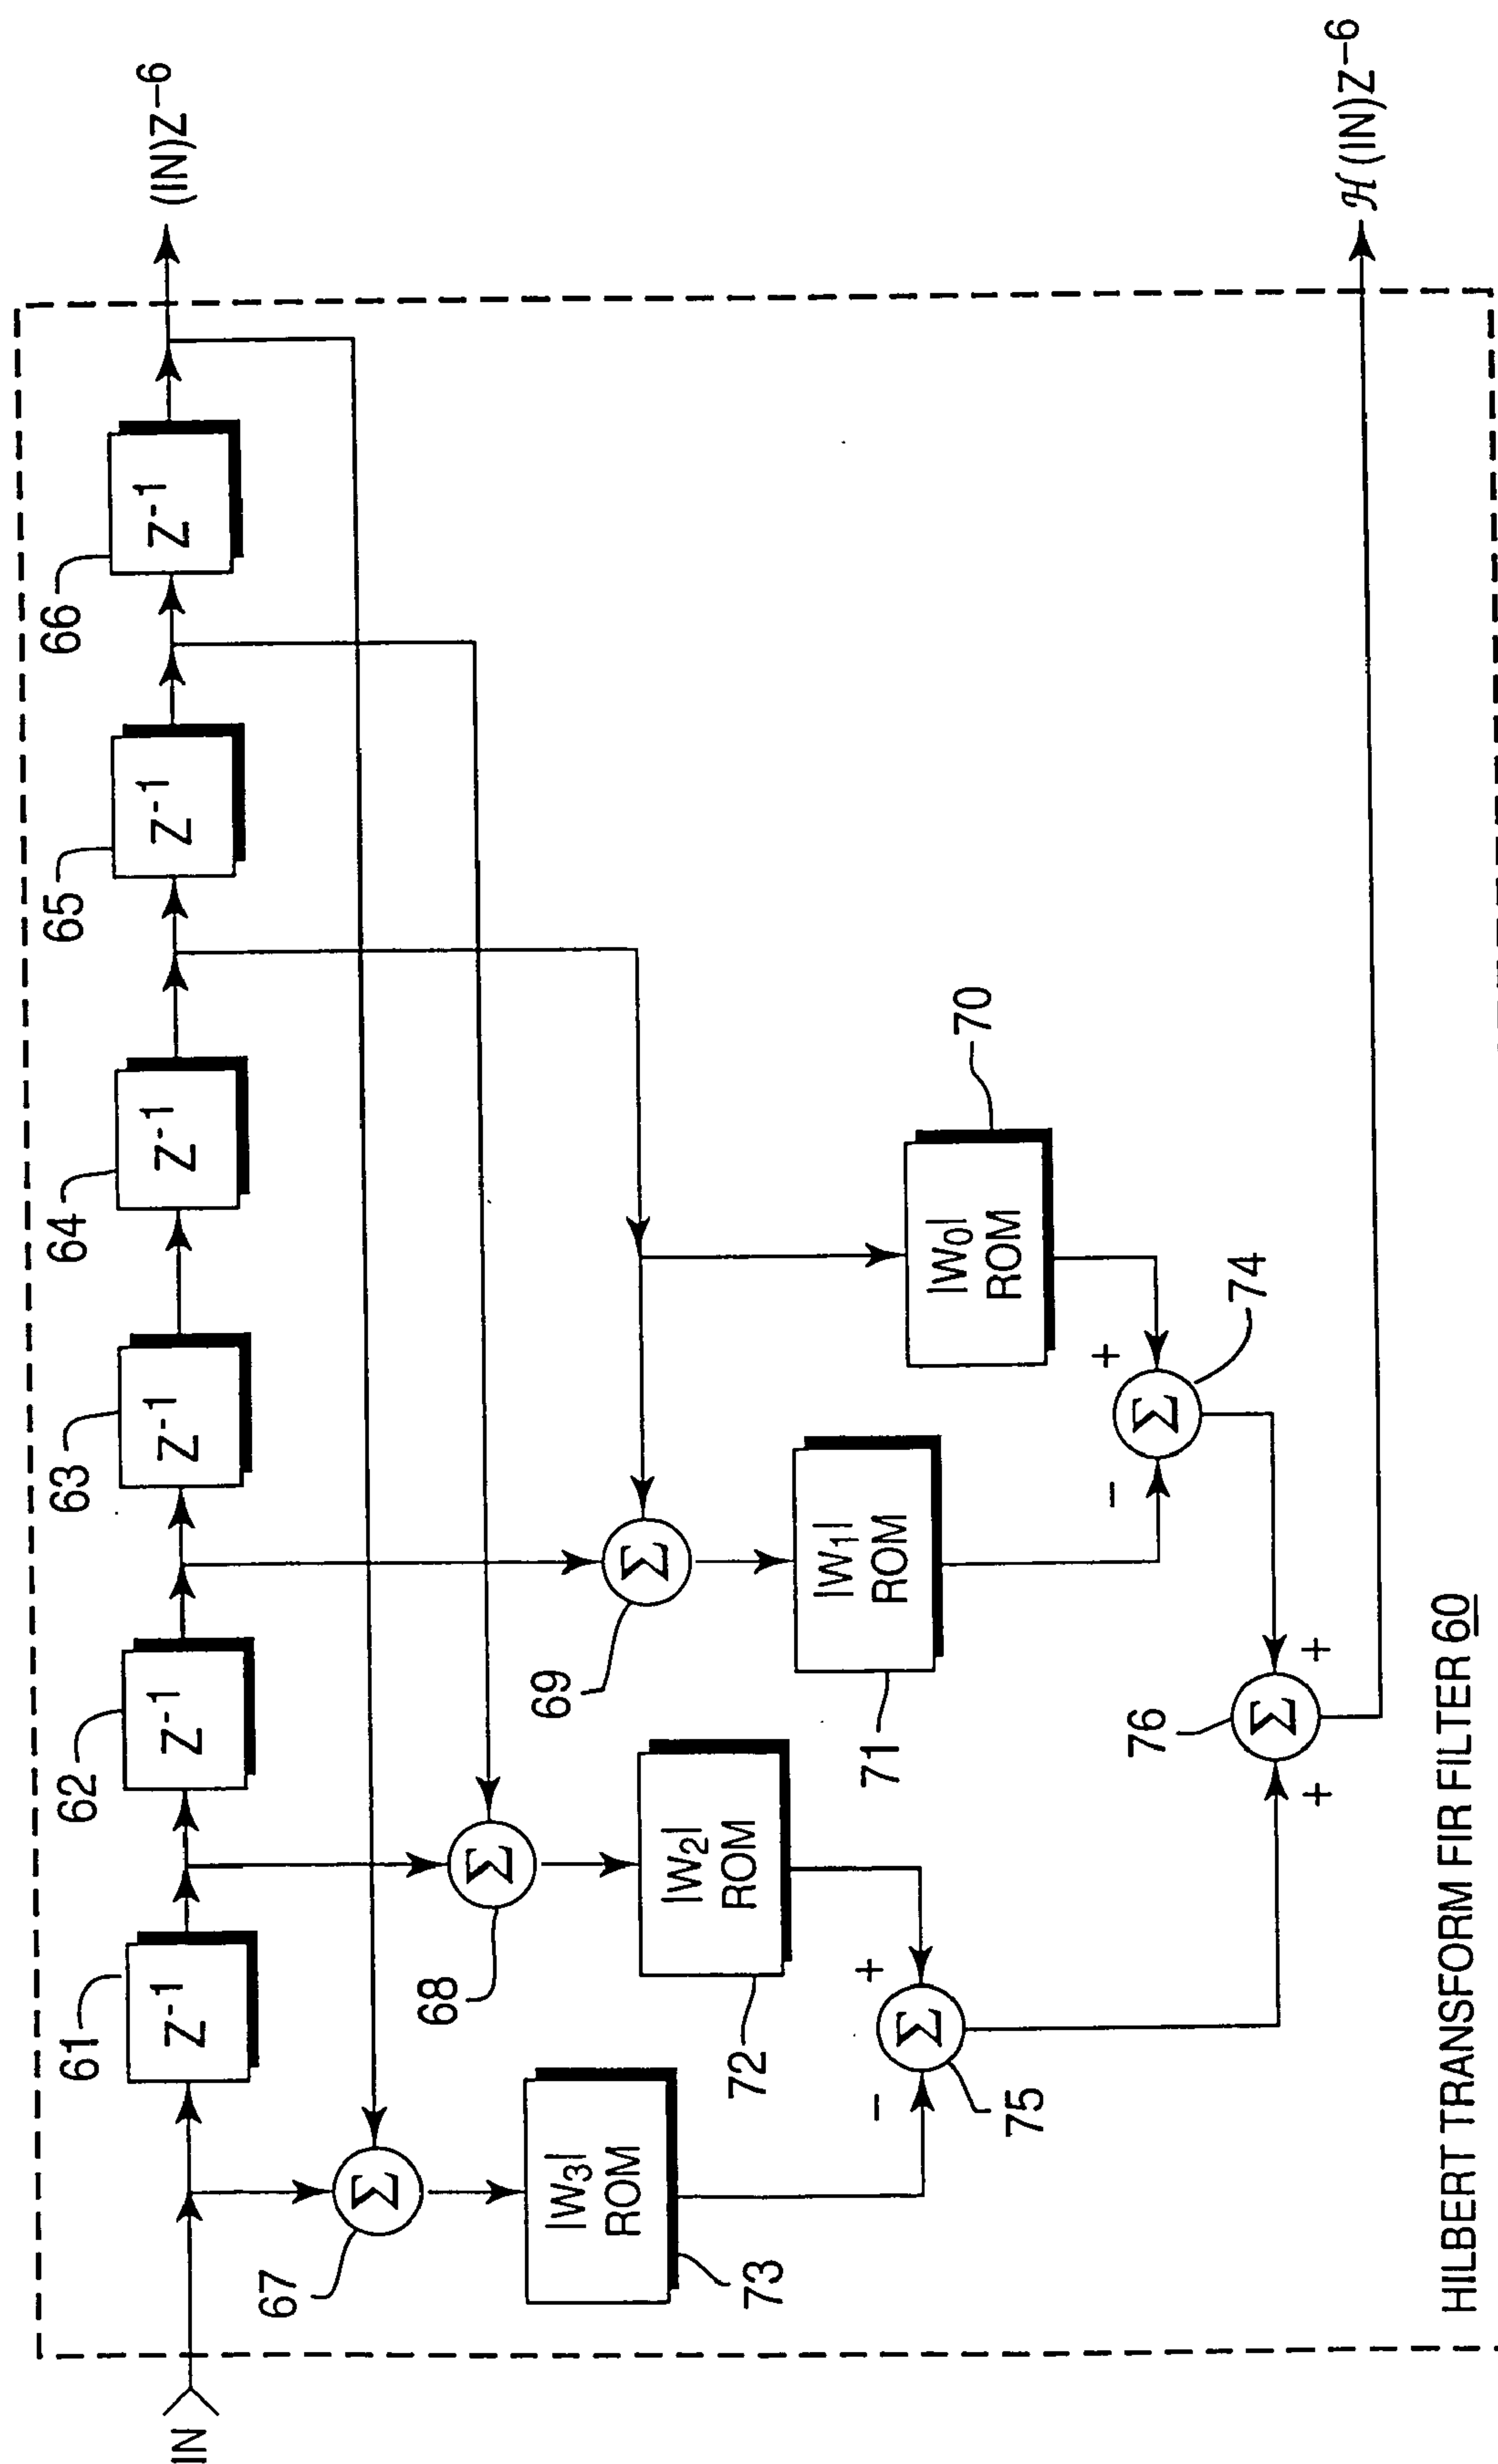 IN
61
Z-1
62
Z-1
63
Z-1
64
Z-1
65
Z-1
66
Z-1
(IN)Z-6
67
Σ
68
Σ
69
Σ
|W3|
ROM
73
|W2|
ROM
72
|W1|
ROM
71
|W0|
ROM
70
-
+
Σ
75
-
+
Σ
74
+
+
Σ
76
ℋ(IN)Z-6
HILBERT TRANSFORM FIR FILTER 60